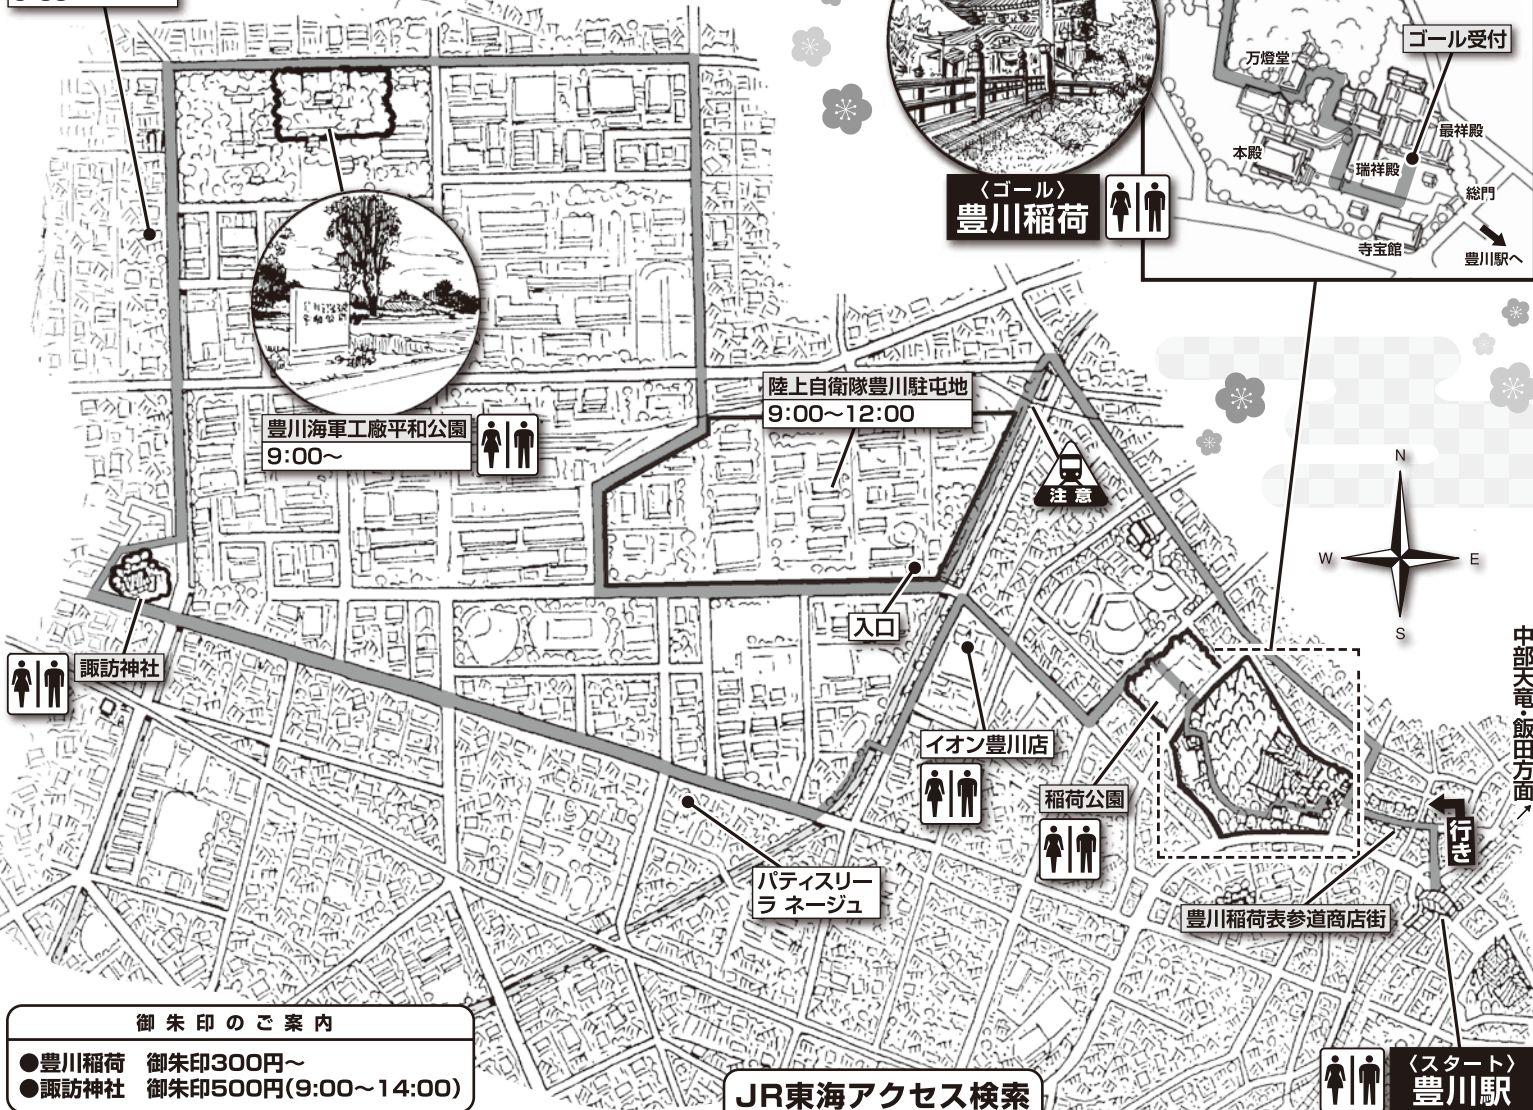 ゴール受付
万燈堂
最祥殿
本殿
瑞祥殿
総門
寺宝館
豊川駅へ
〈ゴール〉
豊川稲荷
陸上自衛隊豊川駐屯地
9:00〜12:00
豊川海軍工廠平和公園
9:00〜
注意
N
W
E
S
入口
諏訪神社
中部天竜・飯田方面
イオン豊川店
稲荷公園
行き
パティスリー
ラ ネージュ
豊川稲荷表参道商店街
御朱印のご案内
●豊川稲荷 御朱印300円〜
●諏訪神社 御朱印500円(9:00〜14:00)
JR東海アクセス検索
〈スタート〉
豊川駅